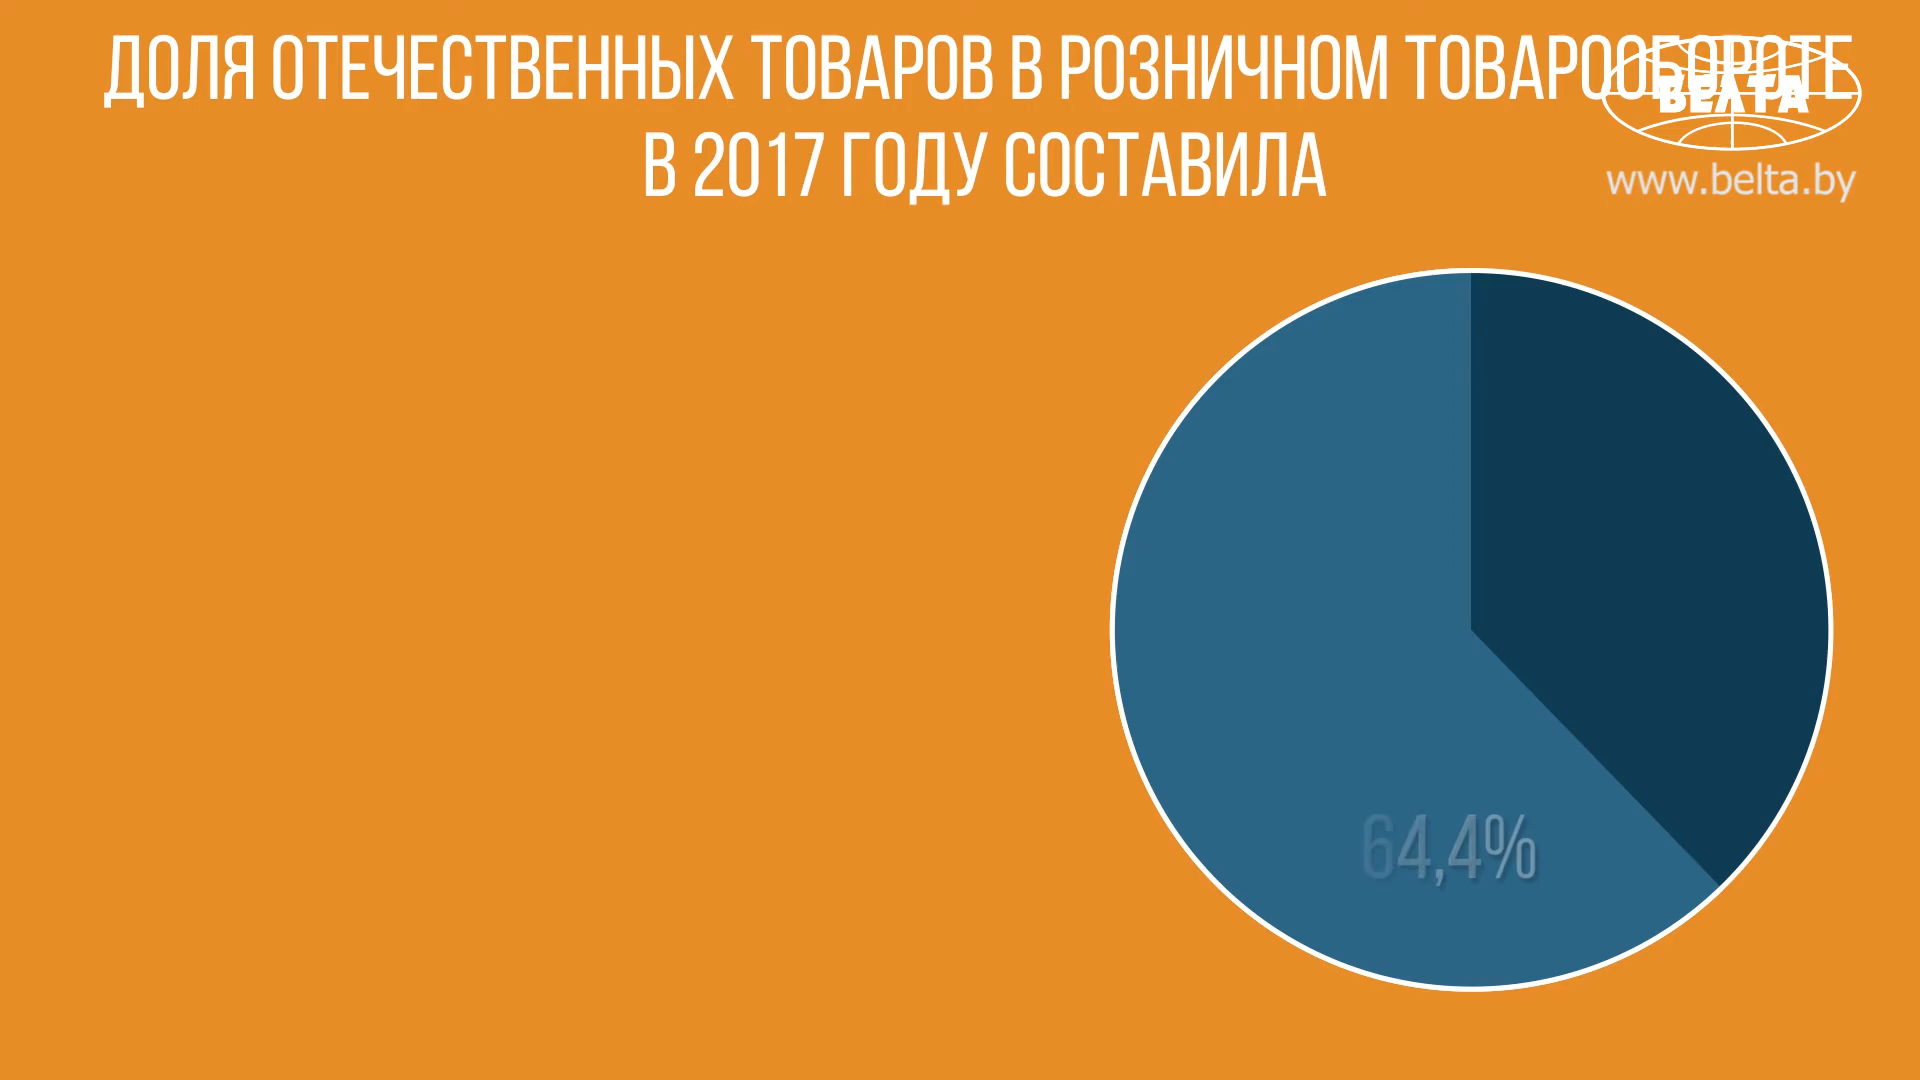 ДОЛЯ ОТЕЧЕСТВЕННЫХ ТОВАРОВ В РОЗНИЧНОМ ТОВАРООБОРОТЕ
В 2017 ГОДУ СОСТАВИЛА
БЕЛТА
www.belta.by
64,4%